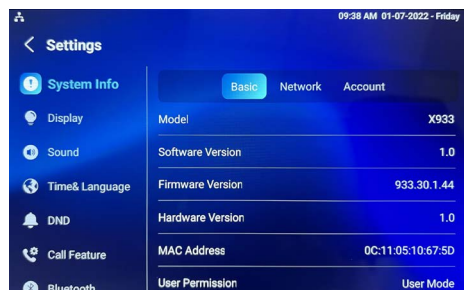 09:38 AM 01-07-2022 - Friday
Settings
System Info
Basic Network Account
Display
Model X933
Sound
Software Version 1.0
Time& Language
Firmware Version 933.30.1.44
DND
Hardware Version 1.0
Call Feature
MAC Address 0C:11:05:10:67:5D
Bluetooth
User Permission User Mode